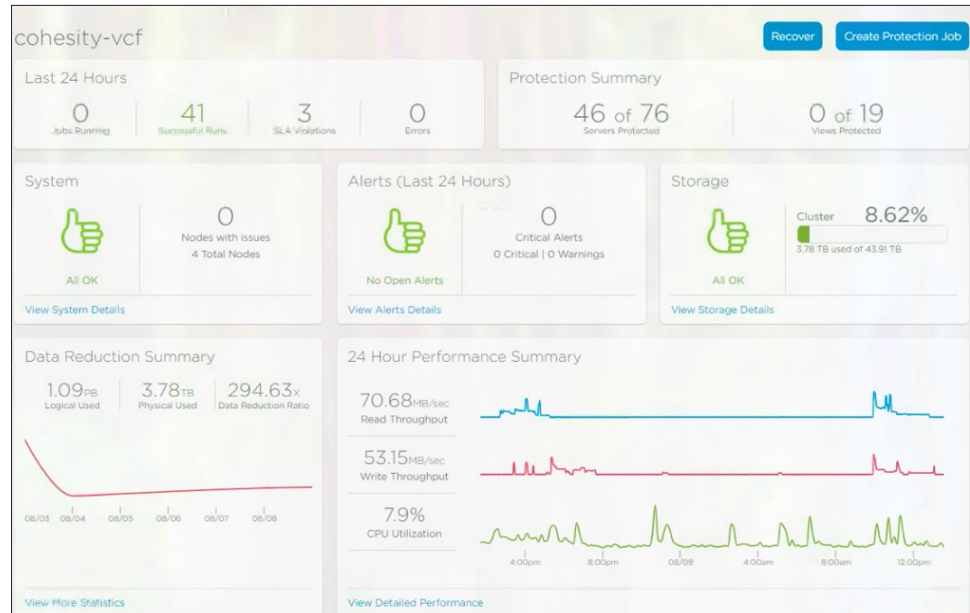 cohesity-vcf
Recover
Create Protection Job
Last 24 Hours
0
Jobs Running
41
Successful Runs
3
SLA Violations
0
Errors
Protection Summary
46 of 76
Servers Protected
0 of 19
Views Protected
System
All OK
0
Nodes with issues
4 Total Nodes
View System Details
Alerts (Last 24 Hours)
No Open Alerts
0
Critical Alerts
0 Critical | 0 Warnings
View Alerts Details
Storage
All OK
Cluster 8.62%
3.78 TB used of 43.91 TB
View Storage Details
Data Reduction Summary
1.09PB
Logical Used
3.78TB
Physical Used
294.63x
Data Reduction Ratio
08/03 08/04 08/05 08/06 08/07 08/08
View More Statistics
24 Hour Performance Summary
70.68MB/sec
Read Throughput
53.15MB/sec
Write Throughput
7.9%
CPU Utilization
4:00pm 8:00pm 08/09 4:00am 8:00am 12:00pm
View Detailed Performance